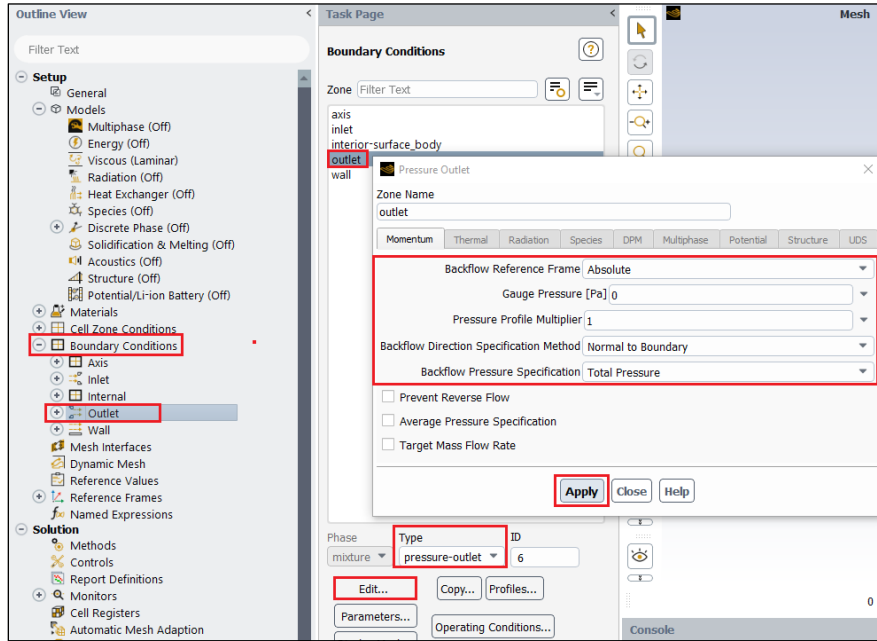 Outline View
Filter Text
Setup
General
Models
Multiphase (Off)
Energy (Off)
Viscous (Laminar)
Radiation (Off)
Heat Exchanger (Off)
Species (Off)
Discrete Phase (Off)
Solidification & Melting (Off)
Acoustics (Off)
Structure (Off)
Potential/Li-ion Battery (Off)
Materials
Cell Zone Conditions
Boundary Conditions
Axis
Inlet
Internal
Outlet
Wall
Mesh Interfaces
Dynamic Mesh
Reference Values
Reference Frames
Named Expressions
Solution
Methods
Controls
Report Definitions
Monitors
Cell Registers
Automatic Mesh Adaption
Task Page
Boundary Conditions
Zone Filter Text
axis
inlet
interior-surface_body
outlet
wall
Phase Type ID
mixture pressure-outlet 6
Edit... Copy... Profiles...
Parameters... Operating Conditions...
Pressure Outlet
Zone Name
outlet
Momentum Thermal Radiation Species DPM Multiphase Potential Structure UDS
Backflow Reference Frame Absolute
Gauge Pressure [Pa] 0
Pressure Profile Multiplier 1
Backflow Direction Specification Method Normal to Boundary
Backflow Pressure Specification Total Pressure
Prevent Reverse Flow
Average Pressure Specification
Target Mass Flow Rate
Apply Close Help
Mesh
0
Console